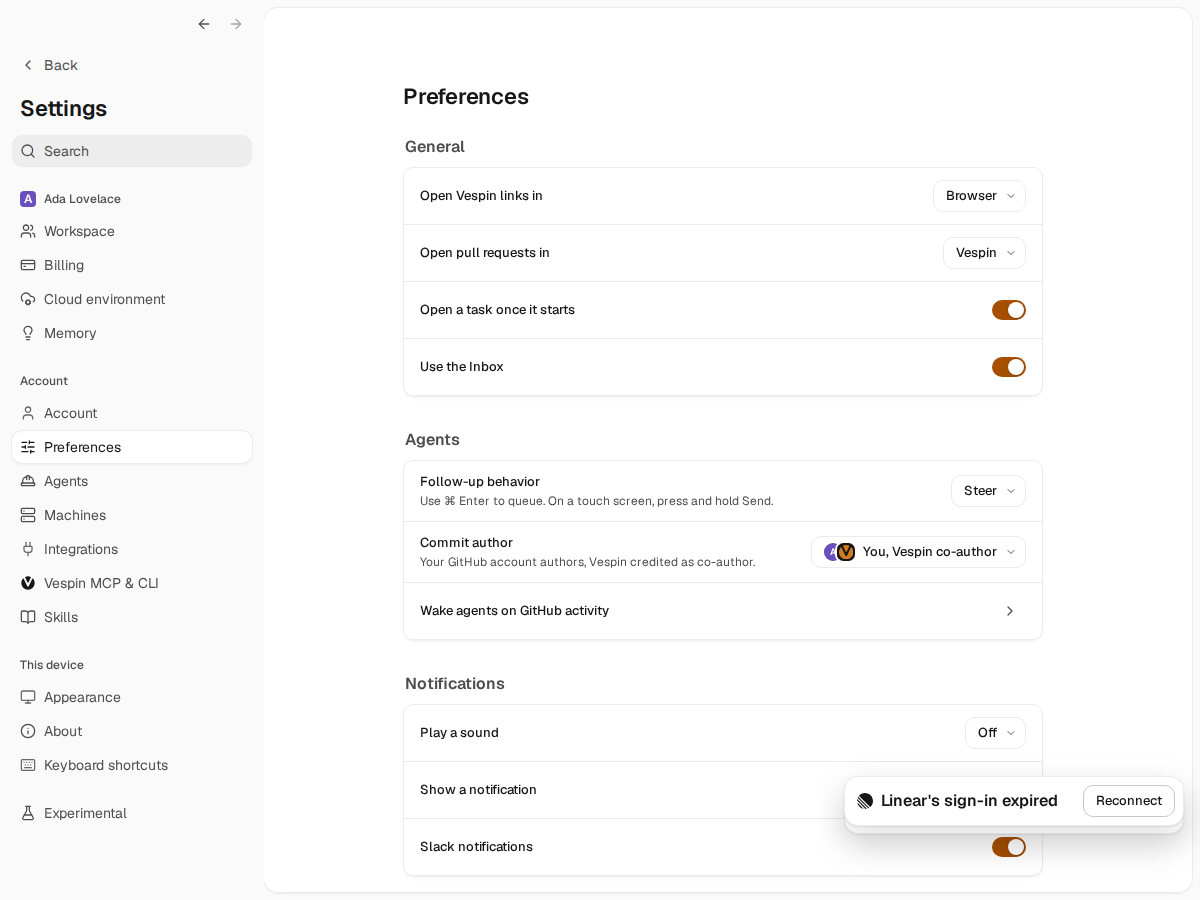 Back
Settings
Search
A Ada Lovelace
Workspace
Billing
Cloud environment
Memory
Account
Account
Preferences
Agents
Machines
Integrations
Vespin MCP & CLI
Skills
This device
Appearance
About
Keyboard shortcuts
Experimental
Preferences
General
Open Vespin links in
Browser
Open pull requests in
Vespin
Open a task once it starts
Use the Inbox
Agents
Follow-up behavior
Use ⌘ Enter to queue. On a touch screen, press and hold Send.
Steer
Commit author
Your GitHub account authors, Vespin credited as co-author.
A You, Vespin co-author
Wake agents on GitHub activity
Notifications
Play a sound
Off
Show a notification
Linear's sign-in expired
Reconnect
Slack notifications